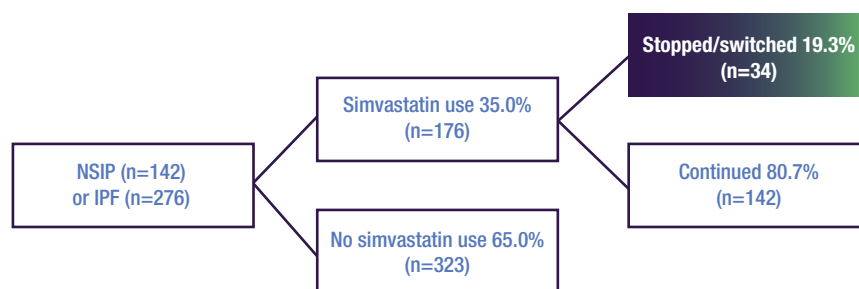 NSIP (n=142)
or IPF (n=276)
Simvastatin use 35.0%
(n=176)
No simvastatin use 65.0%
(n=323)
Stopped/switched 19.3%
(n=34)
Continued 80.7%
(n=142)